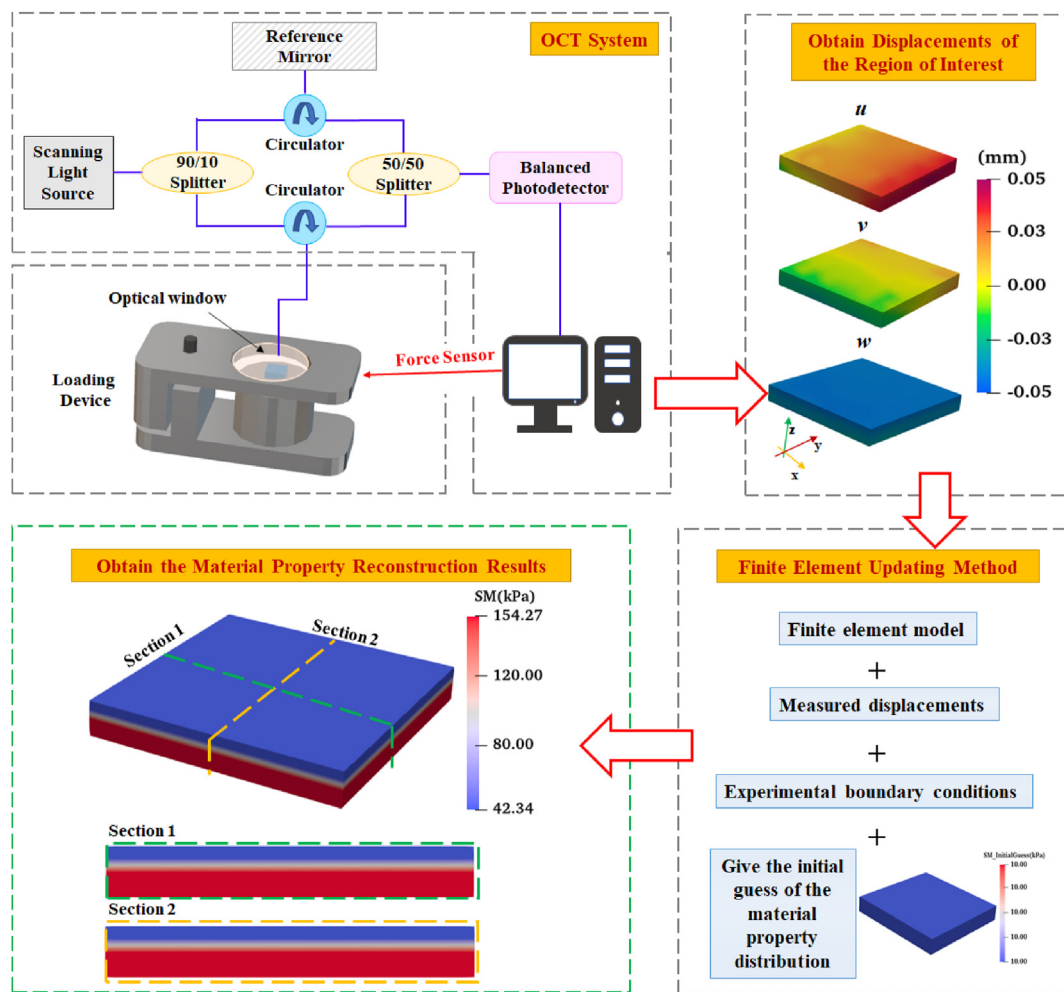 OCT System
Reference
Mirror
Circulator
Scanning
Light
Source
90/10
Splitter
50/50
Splitter
Circulator
Balanced
Photodetector
Optical window
Loading
Device
Force Sensor
Obtain Displacements of
the Region of Interest
u
(mm)
0.05
0.03
v
0.00
-0.03
w
-0.05
z
y
x
Finite Element Updating Method
Finite element model
+
Measured displacements
+
Experimental boundary conditions
+
Give the initial
guess of the
material
property
distribution
SM_InitialGuess(kPa)
10.00
10.00
10.00
10.00
10.00
Obtain the Material Property Reconstruction Results
SM(kPa)
154.27
120.00
80.00
42.34
Section 1
Section 2
Section 1
Section 2